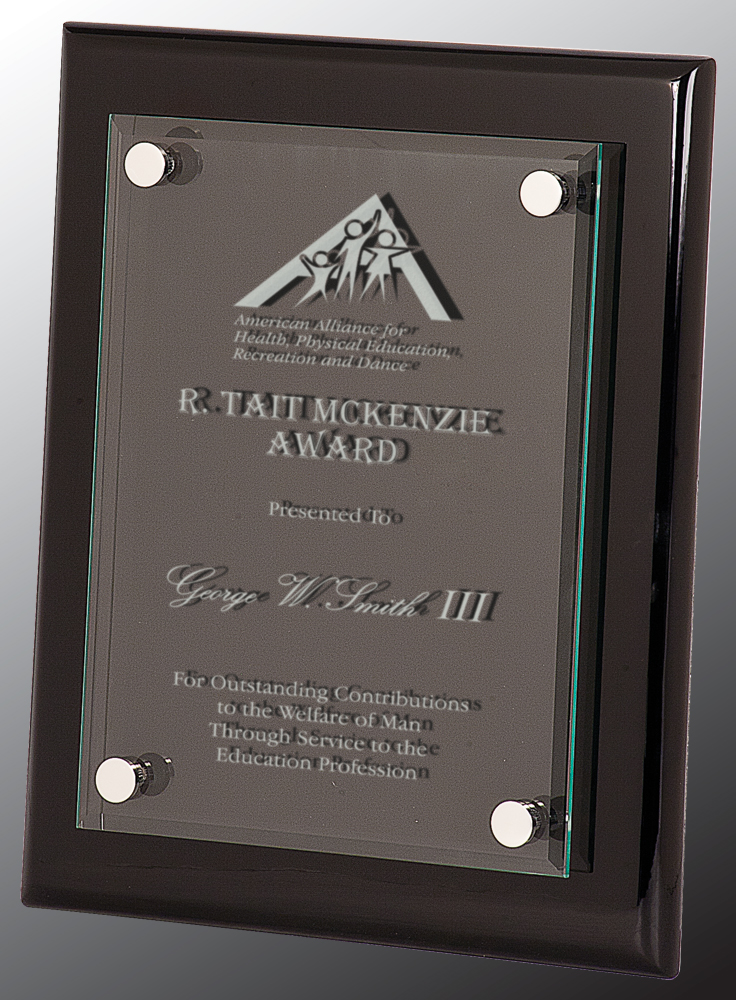 American Alliance for
Health, Physical Education,
Recreation and Dance
R. TAIT MCKENZIE
AWARD
Presented To
George W. Smith III
For Outstanding Contributions
to the Welfare of Man
Through Service to the
Education Profession